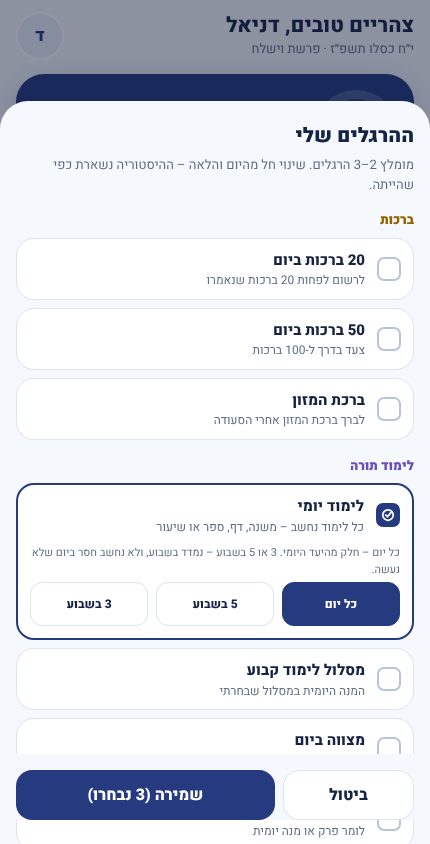 צהריים טובים, דניאל
ד
י״ח כסלו תשפ״ז · פרשת וישלח
ההרגלים שלי
מומלץ 2–3 הרגלים. שינוי חל מהיום והלאה – ההיסטוריה נשארת כפי
שהייתה.
ברכות
20 ברכות ביום
לרשום לפחות 20 ברכות שנאמרו
50 ברכות ביום
צעד בדרך ל-100 ברכות
ברכת המזון
לברך ברכת המזון אחרי הסעודה
לימוד תורה
לימוד יומי
כל לימוד נחשב – משנה, דף, ספר או שיעור
כל יום – חלק מהיעד היומי. 3 או 5 בשבוע – נמדד בשבוע, ולא נחשב חסר ביום שלא
נעשה.
כל יום
5 בשבוע
3 בשבוע
מסלול לימוד קבוע
המנה היומית במסלול שבחרתי
מצווה ביום
ביטול
שמירה (3 נבחרו)
לומר פרק או מנה יומית